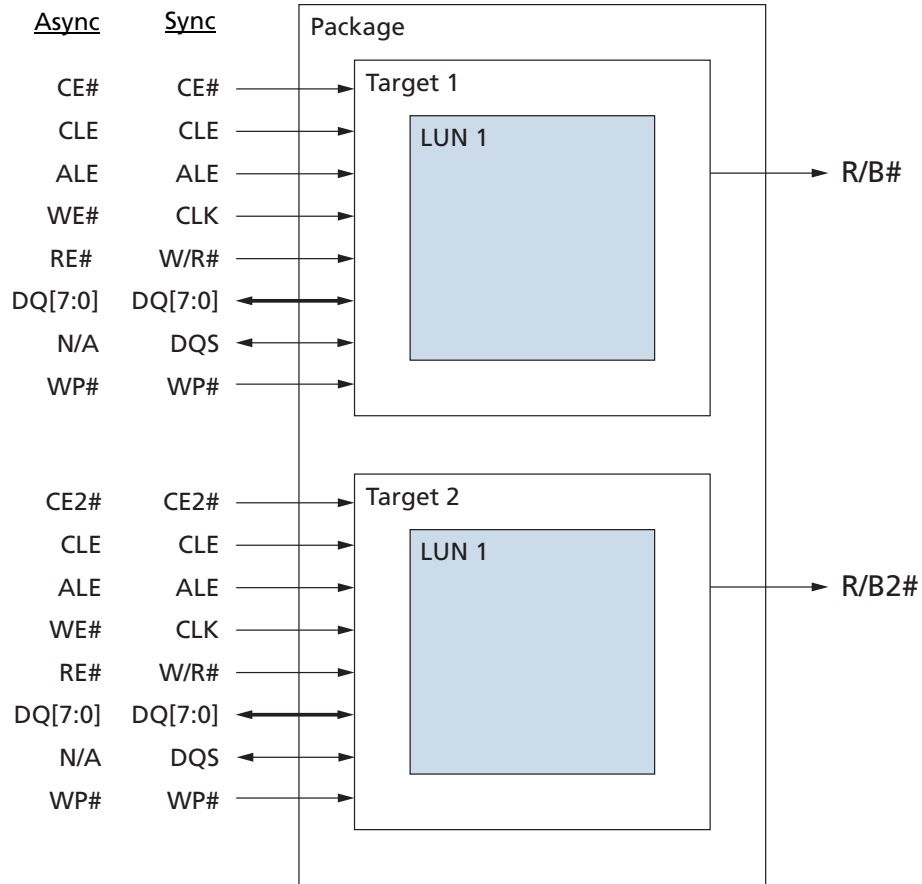 Async Sync Package
Target 1
CE# CE#
LUN 1
CLE CLE
ALE ALE R/B#
WE# CLK
RE# W/R#
DQ[7:0] DQ[7:0]
N/A DQS
WP# WP#
Target 2
CE2# CE2#
LUN 1
CLE CLE
ALE ALE R/B2#
WE# CLK
RE# W/R#
DQ[7:0] DQ[7:0]
N/A DQS
WP# WP#